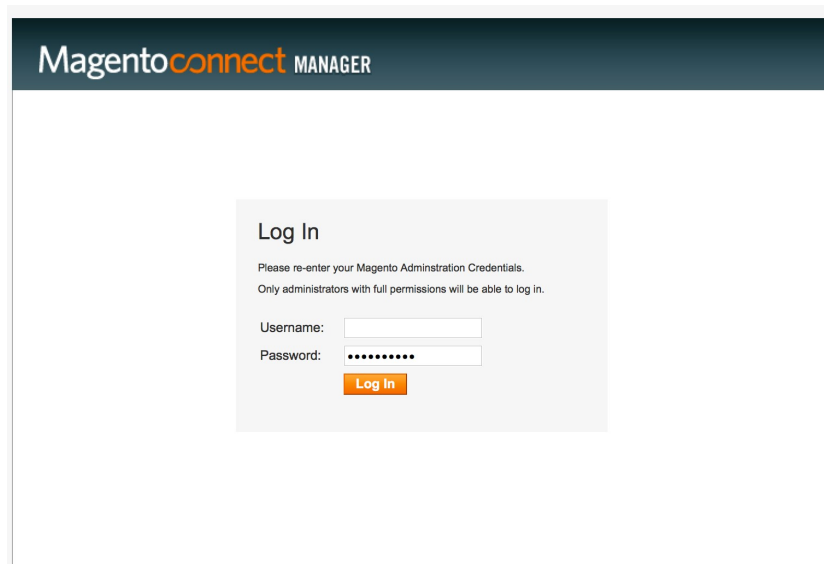 Magentoconnect MANAGER
Log In
Please re-enter your Magento Adminstration Credentials.
Only administrators with full permissions will be able to log in.
Username:
Password: ••••••••••
Log In